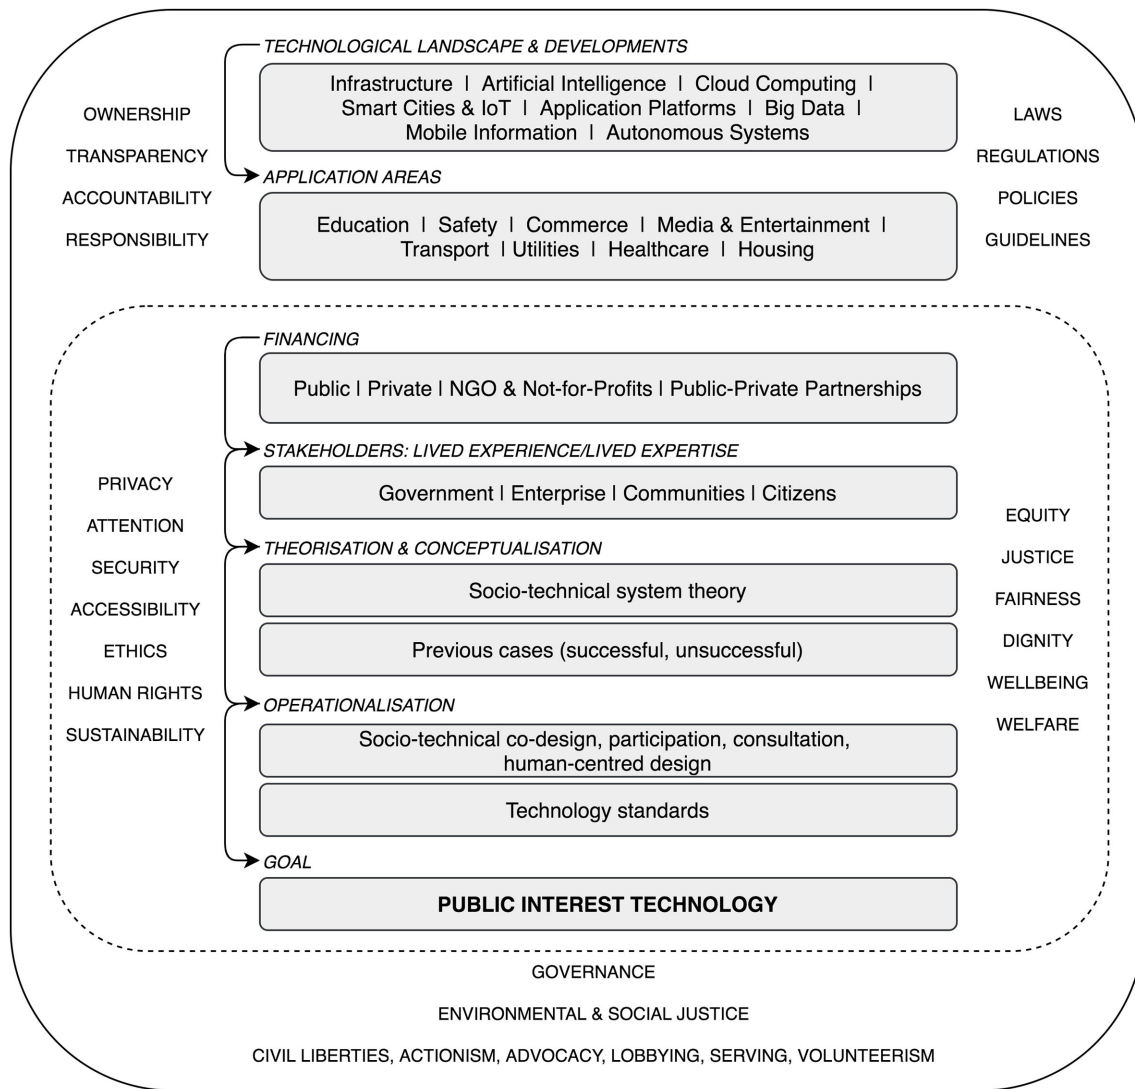 TECHNOLOGICAL LANDSCAPE & DEVELOPMENTS
Infrastructure | Artificial Intelligence | Cloud Computing |
Smart Cities & IoT | Application Platforms | Big Data |
Mobile Information | Autonomous Systems
OWNERSHIP
TRANSPARENCY
ACCOUNTABILITY
RESPONSIBILITY
LAWS
REGULATIONS
POLICIES
GUIDELINES
APPLICATION AREAS
Education | Safety | Commerce | Media & Entertainment |
Transport | Utilities | Healthcare | Housing
FINANCING
Public | Private | NGO & Not-for-Profits | Public-Private Partnerships
STAKEHOLDERS: LIVED EXPERIENCE/LIVED EXPERTISE
Government | Enterprise | Communities | Citizens
PRIVACY
ATTENTION
SECURITY
ACCESSIBILITY
ETHICS
HUMAN RIGHTS
SUSTAINABILITY
THEORISATION & CONCEPTUALISATION
Socio-technical system theory
Previous cases (successful, unsuccessful)
OPERATIONALISATION
Socio-technical co-design, participation, consultation,
human-centred design
Technology standards
EQUITY
JUSTICE
FAIRNESS
DIGNITY
WELLBEING
WELFARE
GOAL
PUBLIC INTEREST TECHNOLOGY
GOVERNANCE
ENVIRONMENTAL & SOCIAL JUSTICE
CIVIL LIBERTIES, ACTIONISM, ADVOCACY, LOBBYING, SERVING, VOLUNTEERISM